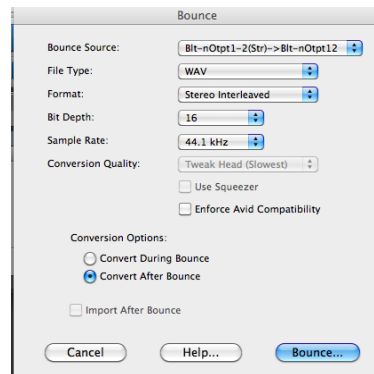 Bounce
Bounce Source: Blt-nOtpt1-2(Str)->Blt-nOtpt12
File Type: WAV
Format: Stereo Interleaved
Bit Depth: 16
Sample Rate: 44.1 kHz
Conversion Quality: Tweak Head (Slowest)
Use Squeezer
Enforce Avid Compatibility
Conversion Options:
Convert During Bounce
Convert After Bounce
Import After Bounce
Cancel Help... Bounce...